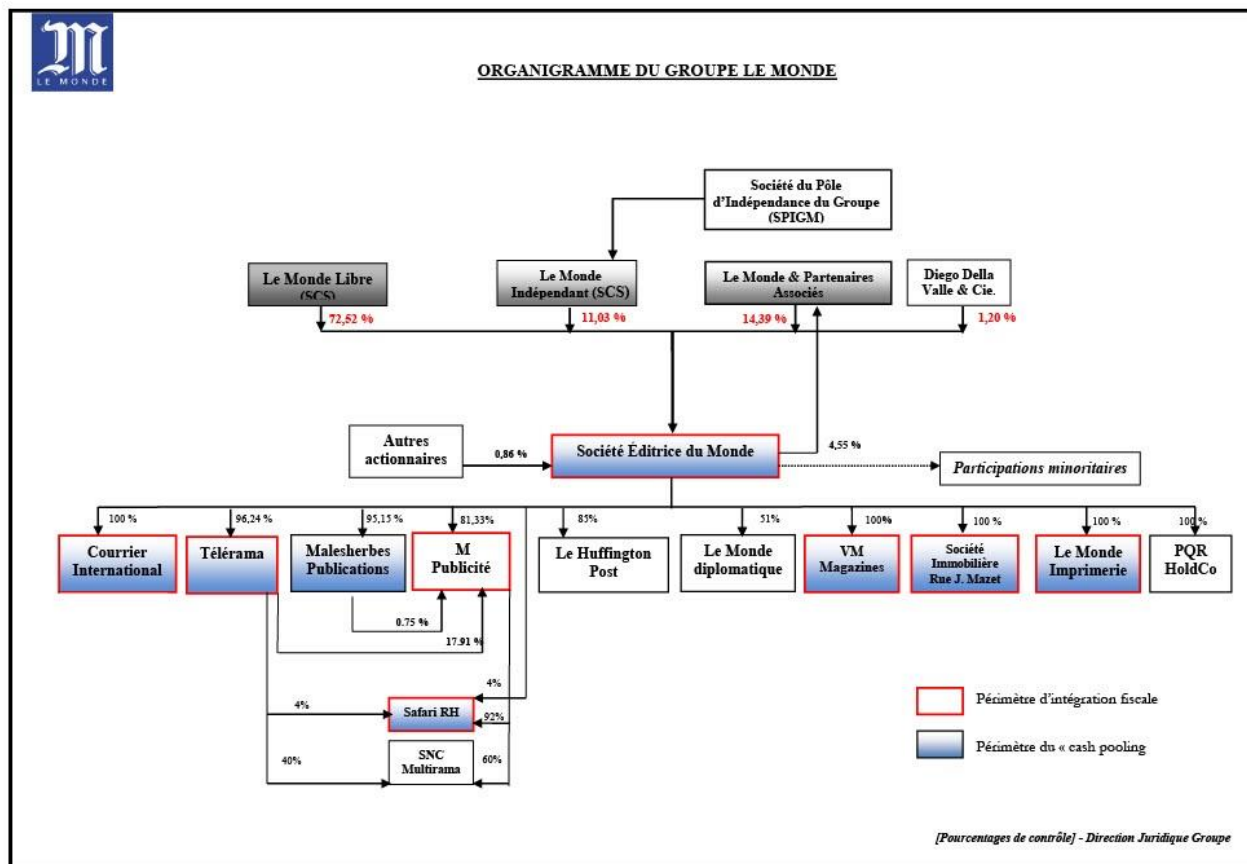 M
LE MONDE
ORGANIGRAMME DU GROUPE LE MONDE
Société du Pôle
d'Indépendance du Groupe
(SPIGM)
Le Monde Libre
(SCS)
Le Monde
Indépendant (SCS)
Le Monde & Partenaires
Associés
Diego Della
Valle & Cie.
72,52 %
11,03 %
14,39 %
1,20 %
Autres
actionnaires
0,86 %
Société Éditrice du Monde
4,55 %
Participations minoritaires
100 %
96,24 %
95,15 %
81,33%
85%
51%
100%
100 %
100 %
100 %
Courrier
International
Télérama
Malesherbes
Publications
M
Publicité
Le Huffington
Post
Le Monde
diplomatique
VM
Magazines
Société
Immobilière
Rue J. Mazet
Le Monde
Imprimerie
PQR
HoldCo
0.75 %
17.91 %
4%
4%
Safari RH
92%
40%
SNC
Multirama
60%
Périmètre d'intégration fiscale
Périmètre du « cash pooling
[Pourcentages de contrôle] - Direction Juridique Groupe